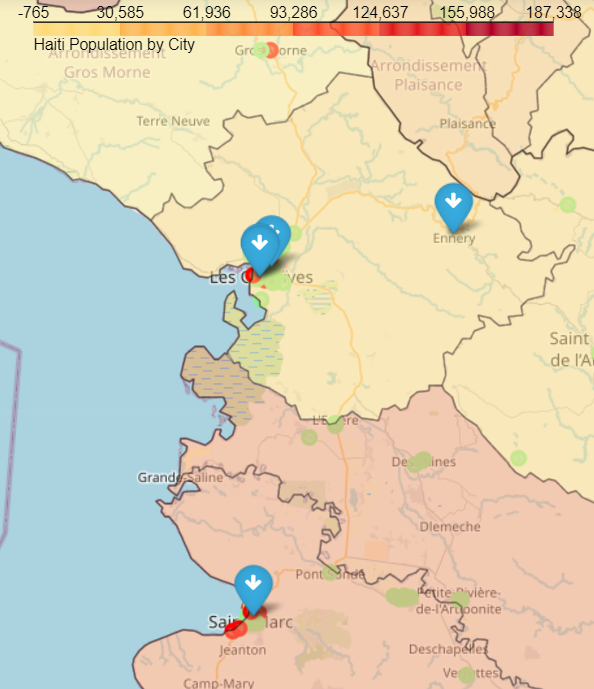 -765 30,585 61,936 93,286 124,637 155,988 187,338
Haiti Population by City
Arrondissement
Gros Morne
Arrondissement
Plaisance
Terre Neuve
Plaisance
Ennery
Saint
de l'A
Grande-Saline
Dlemeche
Petite Rivière-
de-l'Artibonite
Jeanton
Deschapelles
Camp-Mary